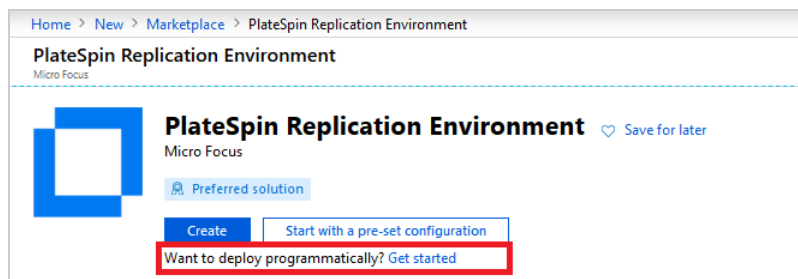 Home > New > Marketplace > PlateSpin Replication Environment
PlateSpin Replication Environment
Micro Focus
PlateSpin Replication Environment Save for later
Micro Focus
Preferred solution
Create Start with a pre-set configuration
Want to deploy programmatically? Get started